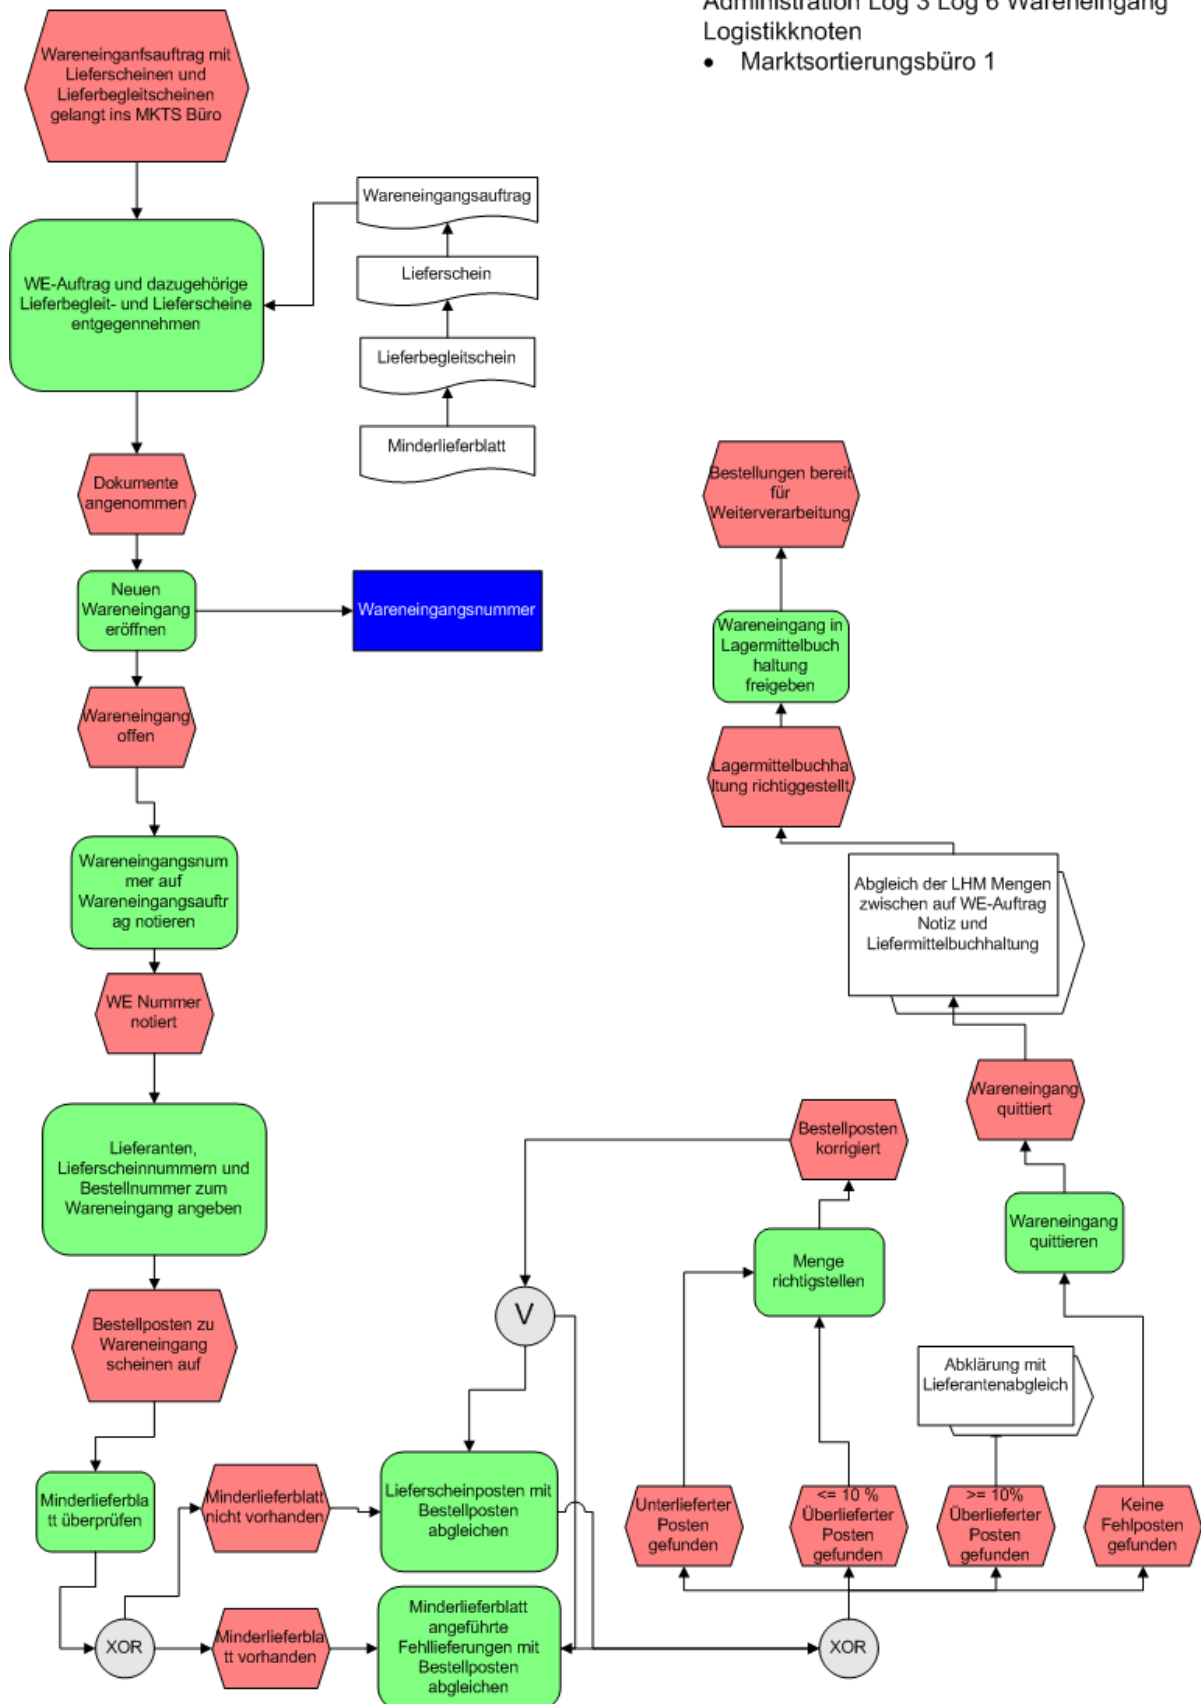 Administration Log 3 Log 6 Wareneingang
Logistikknoten
• Marktsortierungsbüro 1
Wareneinganfsauftrag mit
Lieferscheinen und
Lieferbegleitscheinen
gelangt ins MKTS Büro
Wareneingangsauftrag
WE-Auftrag und dazugehörige
Lieferbegleit- und Lieferscheine
entgegennehmen
Lieferschein
Lieferbegleitschein
Minderlieferblatt
Dokumente
angenommen
Neuen
Wareneingang
eröffnen
Wareneingangsnummer
Wareneingang
offen
Wareneingangsnum
mer auf
Wareneingangsauftr
ag notieren
WE Nummer
notiert
Lieferanten,
Lieferscheinnummern und
Bestellnummer zum
Wareneingang angeben
Bestellposten zu
Wareneingang
scheinen auf
Minderlieferbla
tt überprüfen
XOR
Minderlieferblatt
nicht vorhanden
Minderlieferbla
tt vorhanden
V
Lieferscheinposten mit
Bestellposten
abgleichen
Minderlieferblatt
angeführte
Fehllieferungen mit
Bestellposten
abgleichen
XOR
Unterlieferter
Posten
gefunden
<= 10 %
Überlieferter
Posten
gefunden
>= 10%
Überlieferter
Posten
gefunden
Keine
Fehlposten
gefunden
Menge
richtigstellen
Bestellposten
korrigiert
Abklärung mit
Lieferantenabgleich
Wareneingang
quittieren
Wareneingang
quittiert
Abgleich der LHM Mengen
zwischen auf WE-Auftrag
Notiz und
Liefermittelbuchhaltung
Lagermittelbuchha
ltung richtiggestellt
Wareneingang in
Lagermittelbuch
haltung
freigeben
Bestellungen bereit
für
Weiterverarbeitung